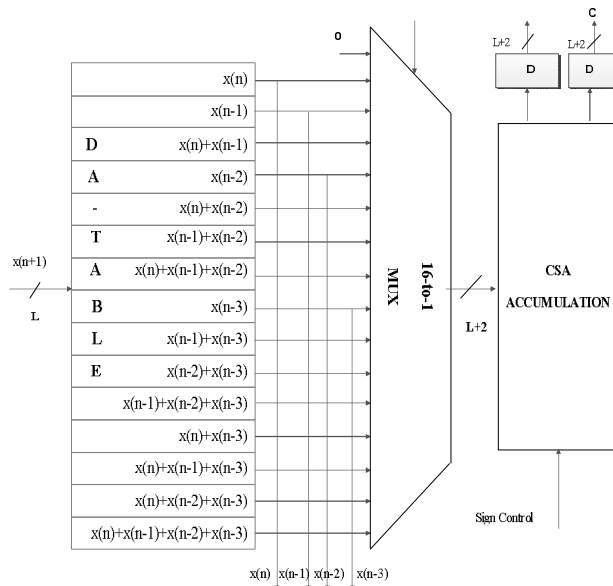 C
L+2
L+2
0
D
D
x(n)
x(n-1)
D x(n)+x(n-1)
A x(n-2)
- x(n)+x(n-2)
T x(n-1)+x(n-2)
A x(n)+x(n-1)+x(n-2)
B x(n-3)
L x(n-1)+x(n-3)
E x(n-2)+x(n-3)
x(n-1)+x(n-2)+x(n-3)
x(n)+x(n-3)
x(n)+x(n-1)+x(n-3)
x(n)+x(n-2)+x(n-3)
x(n)+x(n-1)+x(n-2)+x(n-3)
x(n+1)
L
16-to-1
MUX
L+2
CSA
ACCUMULATION
Sign Control
x(n) x(n-1) x(n-2) x(n-3)